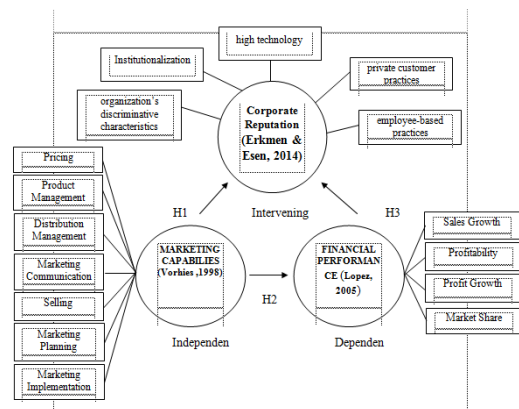 high technology
Institutionalization
private customer
practices
organization's
discriminative
characteristics
employee-based
practices
Corporate
Reputation
(Erkmen &
Esen, 2014)
Pricing
Product
Management
Distribution
Management
Marketing
Communication
Selling
Marketing
Planning
Marketing
Implementation
H1
Intervening
H3
MARKETING
CAPABILIES
(Vorhies ,1998)
H2
FINANCIAL
PERFORMAN
CE (Lopez,
2005)
Sales Growth
Profitability
Profit Growth
Market Share
Independen
Dependen